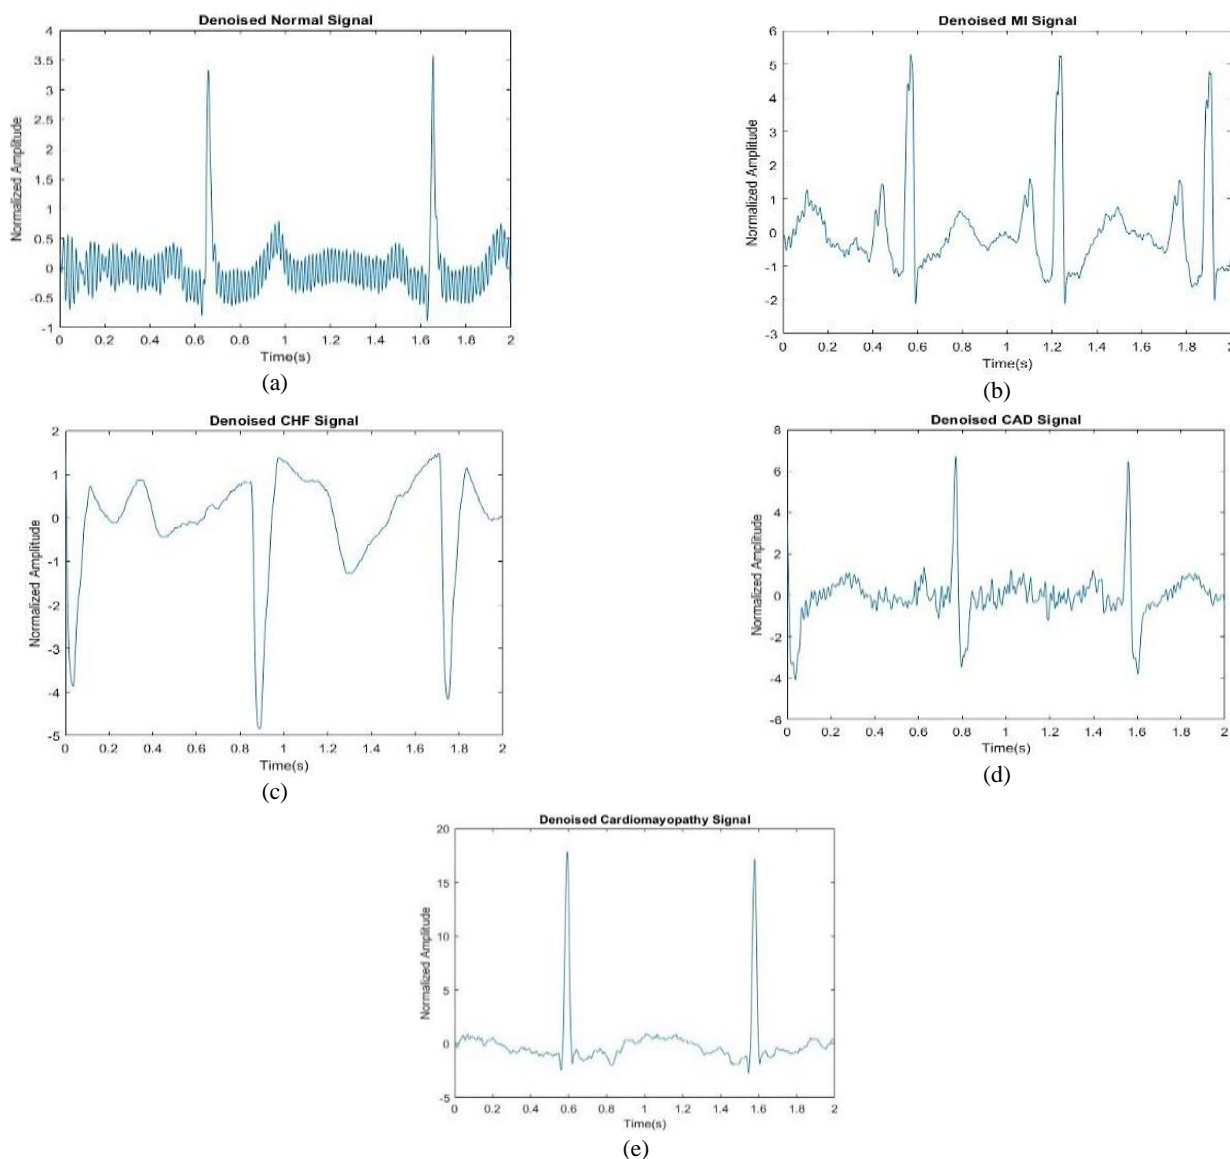 Denoised Normal Signal
4
3.5
3
2.5
2
1.5
1
0.5
0
-0.5
-1
Normalized Amplitude
0 0.2 0.4 0.6 0.8 1 1.2 1.4 1.6 1.8 2
Time(s)
(a)
Denoised MI Signal
6
5
4
3
2
1
0
-1
-2
-3
Normalized Amplitude
0 0.2 0.4 0.6 0.8 1 1.2 1.4 1.6 1.8 2
Time(s)
(b)
Denoised CHF Signal
2
1
0
-1
-2
-3
-4
-5
Normalized Amplitude
0 0.2 0.4 0.6 0.8 1 1.2 1.4 1.6 1.8 2
Time(s)
(c)
Denoised CAD Signal
8
6
4
2
0
-2
-4
-6
Normalized Amplitude
0 0.2 0.4 0.6 0.8 1 1.2 1.4 1.6 1.8 2
Time(s)
(d)
Denoised Cardiomayopathy Signal
20
15
10
5
0
-5
Normalized Amplitude
0 0.2 0.4 0.6 0.8 1 1.2 1.4 1.6 1.8 2
Time(s)
(e)